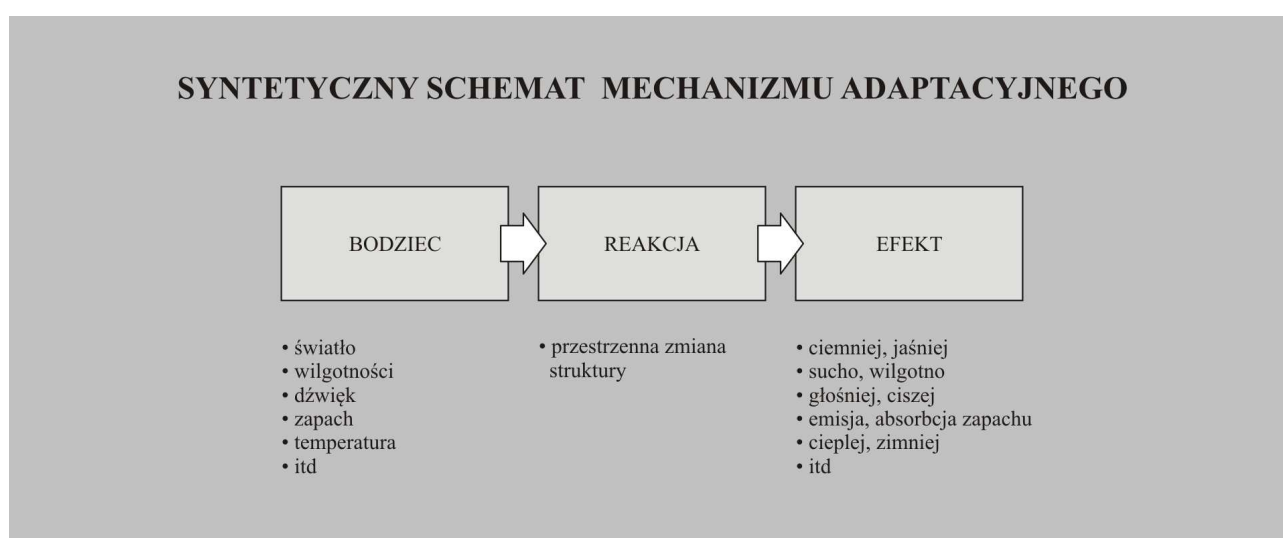 SYNTETYCZNY SCHEMAT MECHANIZMU ADAPTACYJNEGO
BODZIEC
REAKCJA
EFEKT
• światło
• wilgotności
• dźwięk
• zapach
• temperatura
• itd
• przestrzenna zmiana
struktury
• ciemniej, jaśniej
• sucho, wilgotno
• głośniej, ciszej
• emisja, absorbcja zapachu
• cieplej, zimniej
• itd